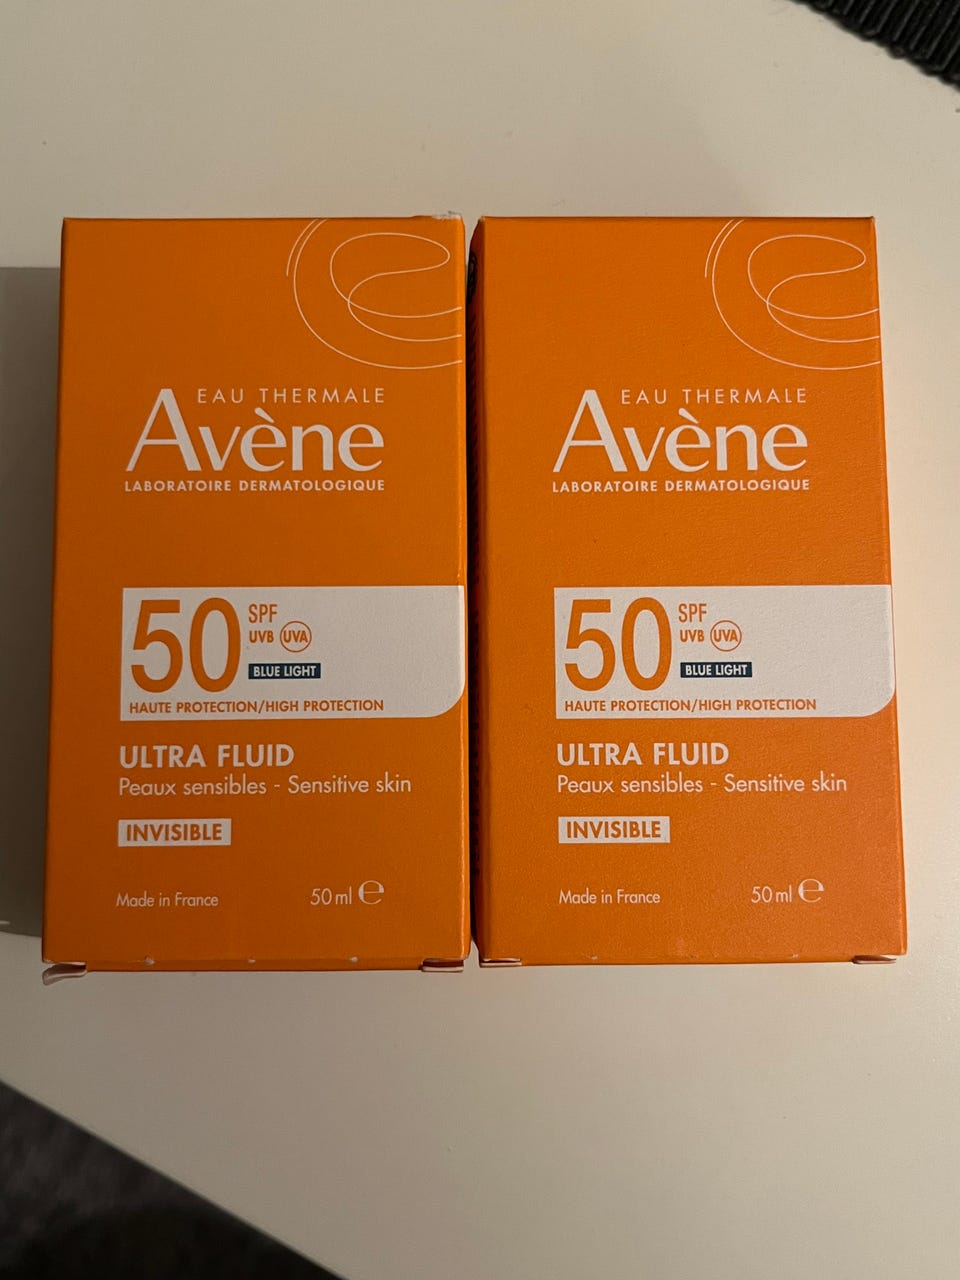 EAU THERMALE
Avène
LABORATOIRE DERMATOLOGIQUE
50 SPF
UVB UVA
BLUE LIGHT
HAUTE PROTECTION/HIGH PROTECTION
ULTRA FLUID
Peaux sensibles - Sensitive skin
INVISIBLE
Made in France 50 ml e
EAU THERMALE
Avène
LABORATOIRE DERMATOLOGIQUE
50 SPF
UVB UVA
BLUE LIGHT
HAUTE PROTECTION/HIGH PROTECTION
ULTRA FLUID
Peaux sensibles - Sensitive skin
INVISIBLE
Made in France 50 ml e